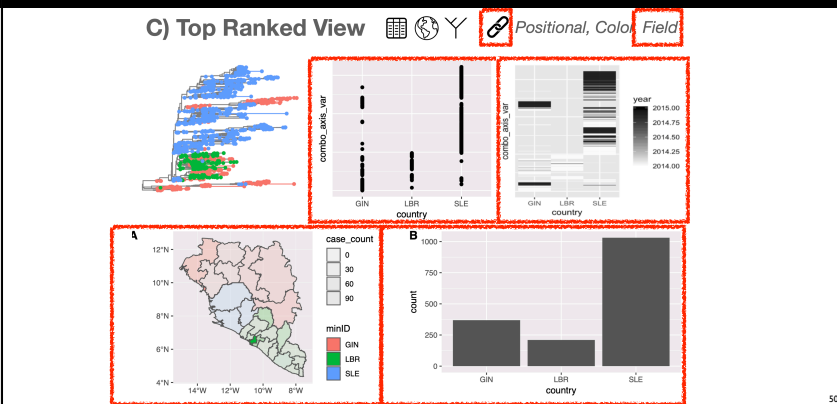 C) Top Ranked View Positional, Color, Field
combo_axis_var
GIN LBR SLE
country
combo_axis_var
GIN LBR SLE
country
year
2015.00
2014.75
2014.50
2014.25
2014.00
A
12°N
10°N
8°N
6°N
4°N
14°W 12°W 10°W 8°W
case_count
0
30
60
90
minID
GIN
LBR
SLE
B
count
1000
750
500
250
0
GIN LBR SLE
country